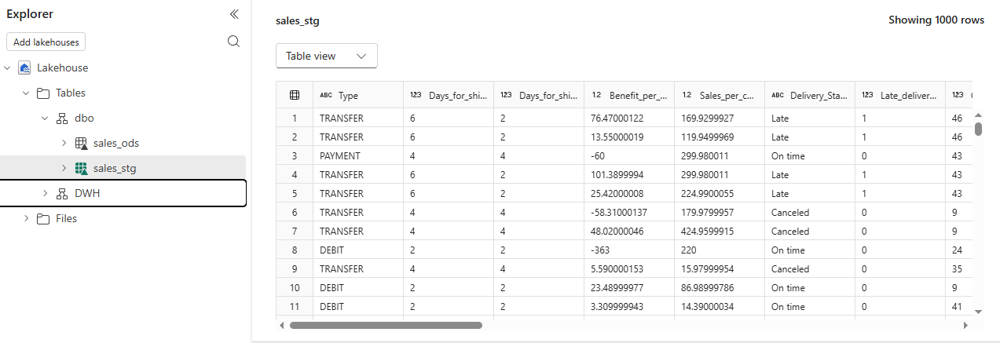 Explorer
Add lakehouses
Lakehouse
Tables
dbo
sales_ods
sales_stg
DWH
Files
sales_stg
Showing 1000 rows
Table view
ABC Type 123 Days_for_shi... 123 Days_for_shi... 1.2 Benefit_per_... 1.2 Sales_per_c... ABC Delivery_Sta... 123 Late_deliver... 123
1 TRANSFER 6 2 76.47000122 169.9299927 Late 1 46
2 TRANSFER 6 2 13.55000019 119.9499969 Late 1 46
3 PAYMENT 4 4 -60 299.980011 On time 0 43
4 TRANSFER 6 2 101.3899994 299.980011 Late 1 43
5 TRANSFER 6 2 25.42000008 224.9900055 Late 1 43
6 TRANSFER 4 4 -58.31000137 179.9799957 Canceled 0 9
7 TRANSFER 4 4 48.02000046 424.9599915 Canceled 0 9
8 DEBIT 2 2 -363 220 On time 0 24
9 TRANSFER 4 4 5.590000153 15.97999954 Canceled 0 35
10 DEBIT 2 2 23.48999977 86.98999786 On time 0 9
11 DEBIT 2 2 3.309999943 14.39000034 On time 0 41